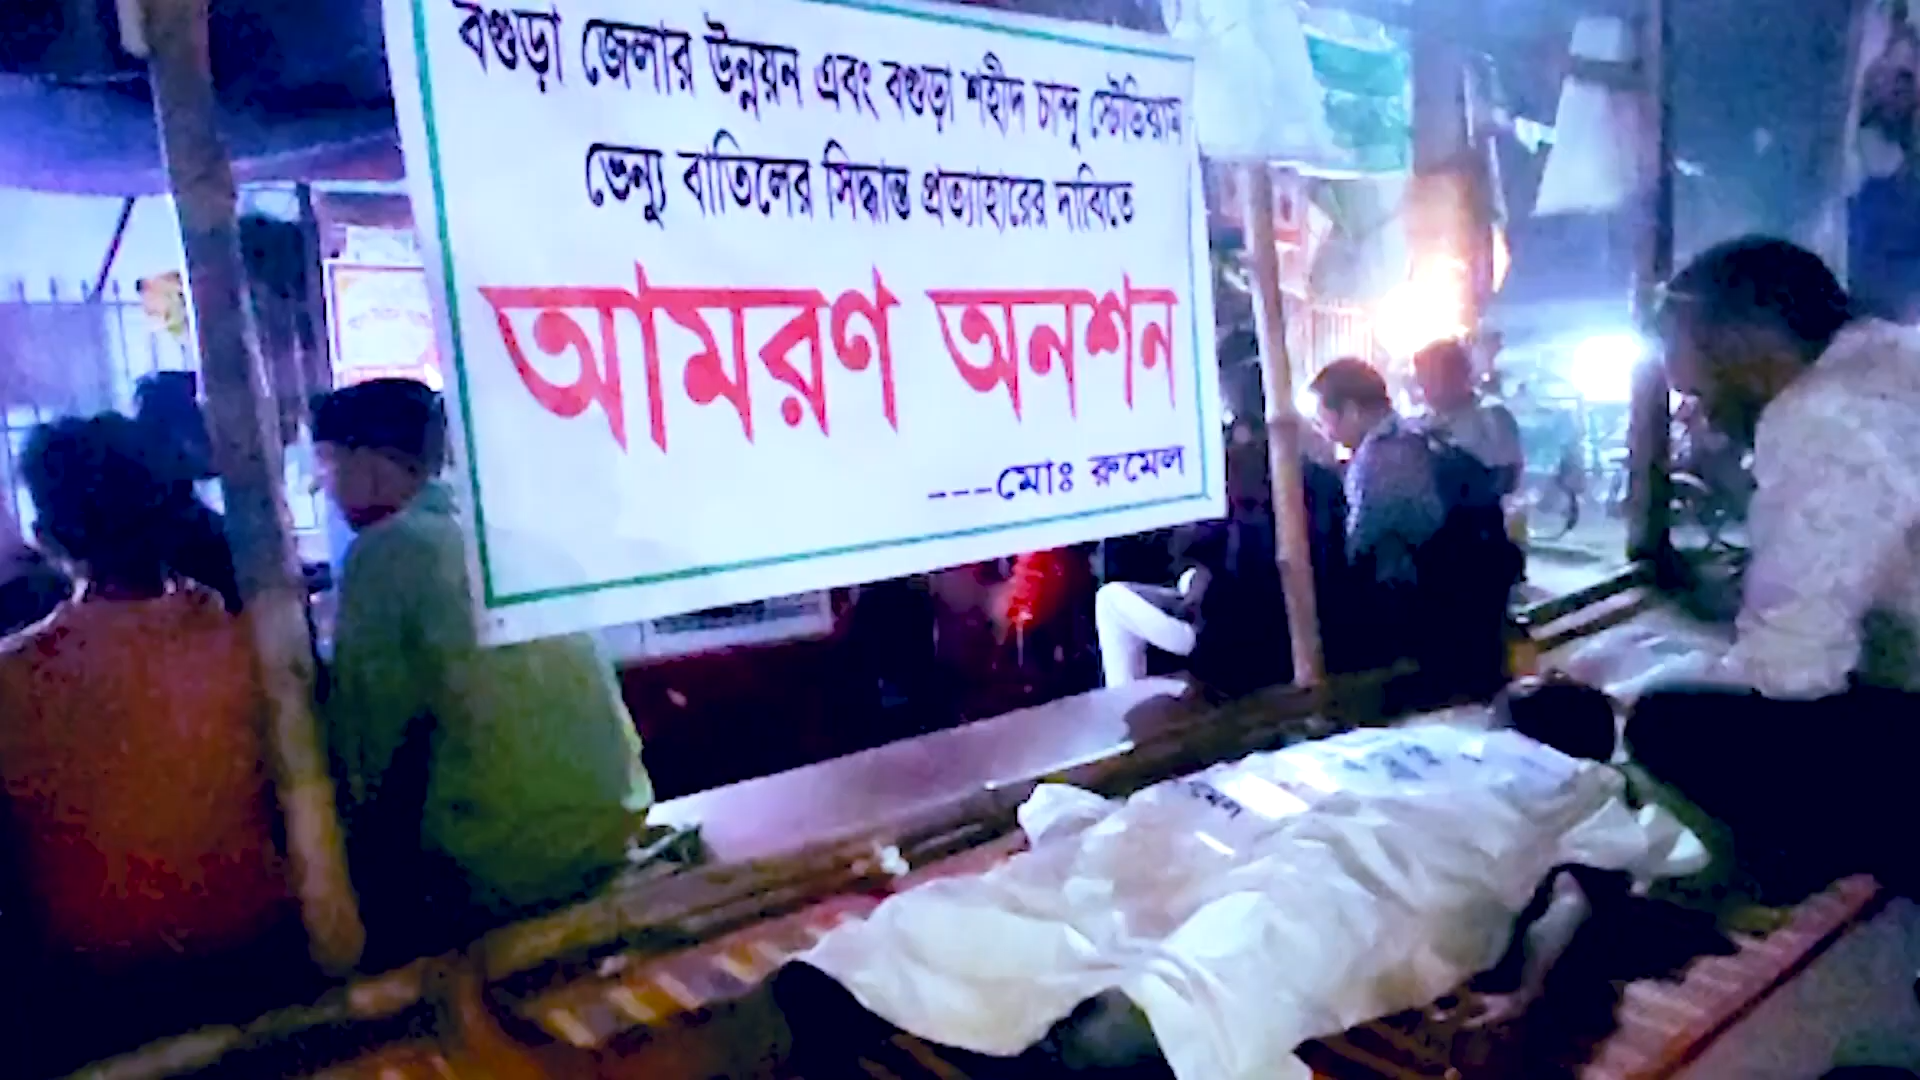 বগুড়া জেলার উন্নয়ন এবং বগুড়া শহীদ চান্দু স্টেডিয়াম
ভেন্যু বাতিলের সিদ্ধান্ত প্রত্যাহারের দাবিতে
আমরণ অনশন
---মোঃ রুমেল